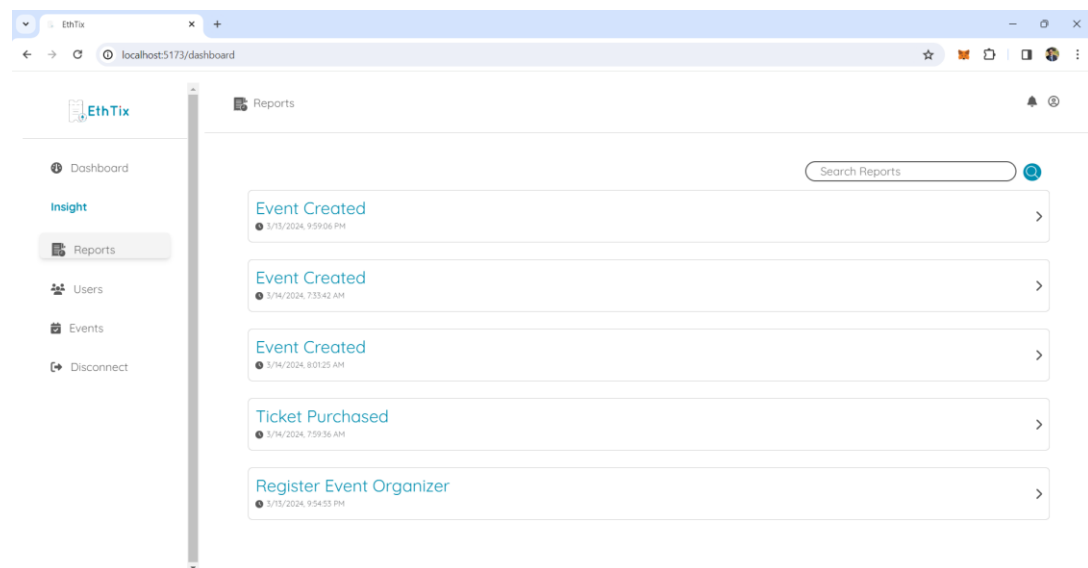 EthTix
localhost:5173/dashboard
EthTix
Reports
Dashboard
Insight
Reports
Users
Events
Disconnect
Search Reports
Event Created
3/13/2024, 9:59:06 PM
Event Created
3/14/2024, 7:33:42 AM
Event Created
3/14/2024, 8:01:25 AM
Ticket Purchased
3/14/2024, 7:59:36 AM
Register Event Organizer
3/13/2024, 9:54:53 PM